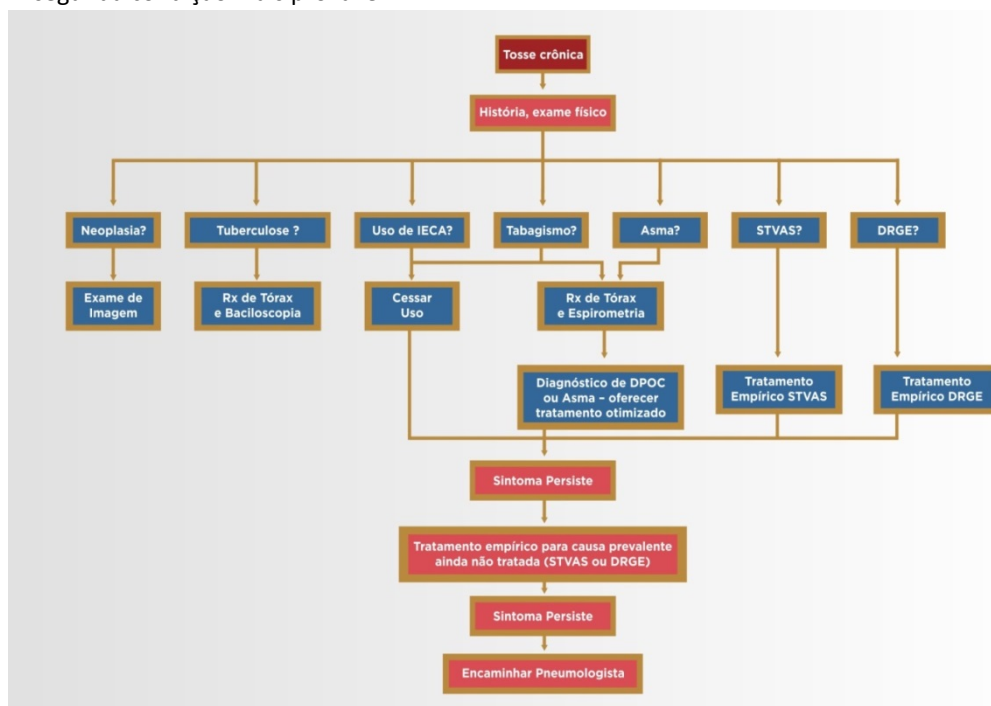 Tosse crônica
História, exame físico
Neoplasia?
Tuberculose ?
Uso de IECA?
Tabagismo?
Asma?
STVAS?
DRGE?
Exame de
Imagem
Rx de Tórax
e Baciloscopia
Cessar
Uso
Rx de Tórax
e Espirometria
Diagnóstico de DPOC
ou Asma – oferecer
tratamento otimizado
Tratamento
Empírico STVAS
Tratamento
Empírico DRGE
Sintoma Persiste
Tratamento empírico para causa prevalente
ainda não tratada (STVAS ou DRGE)
Sintoma Persiste
Encaminhar Pneumologista